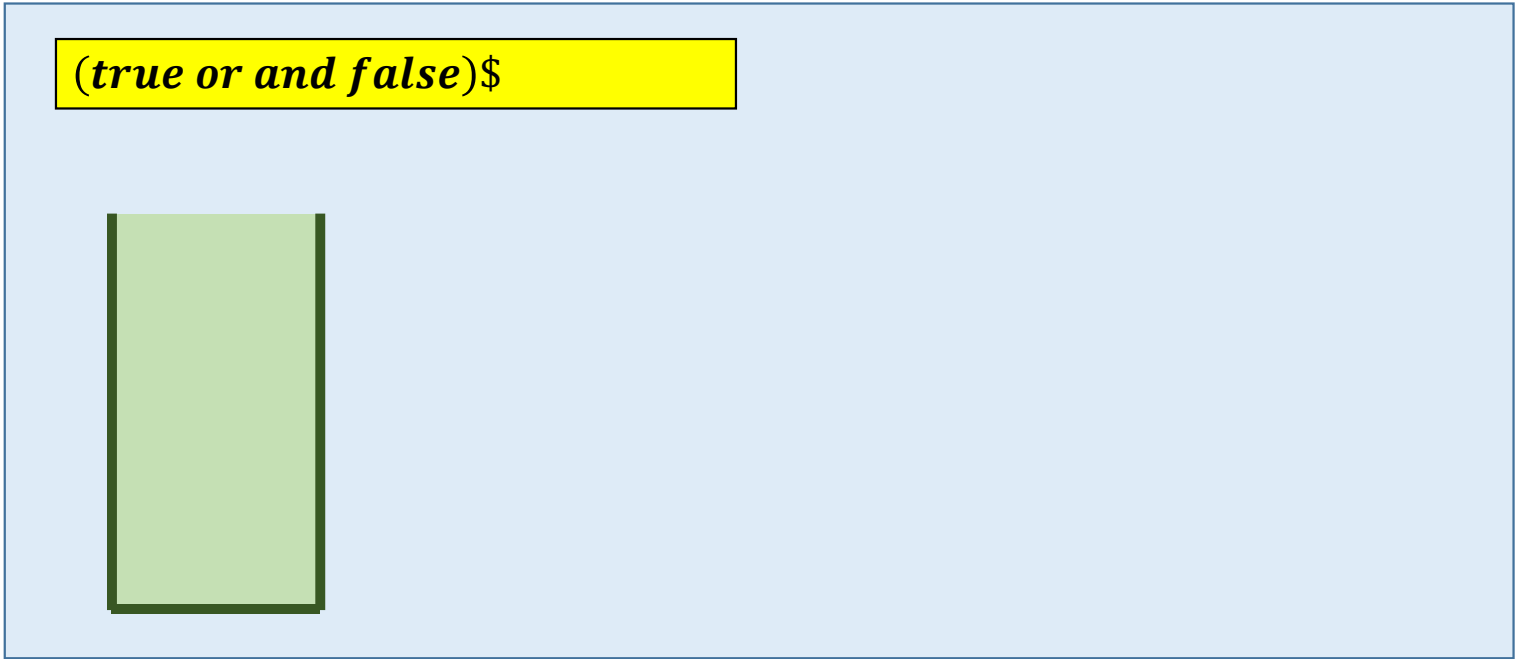 (true or and false)$